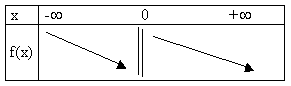 x -∞ 0 +∞
f(x)